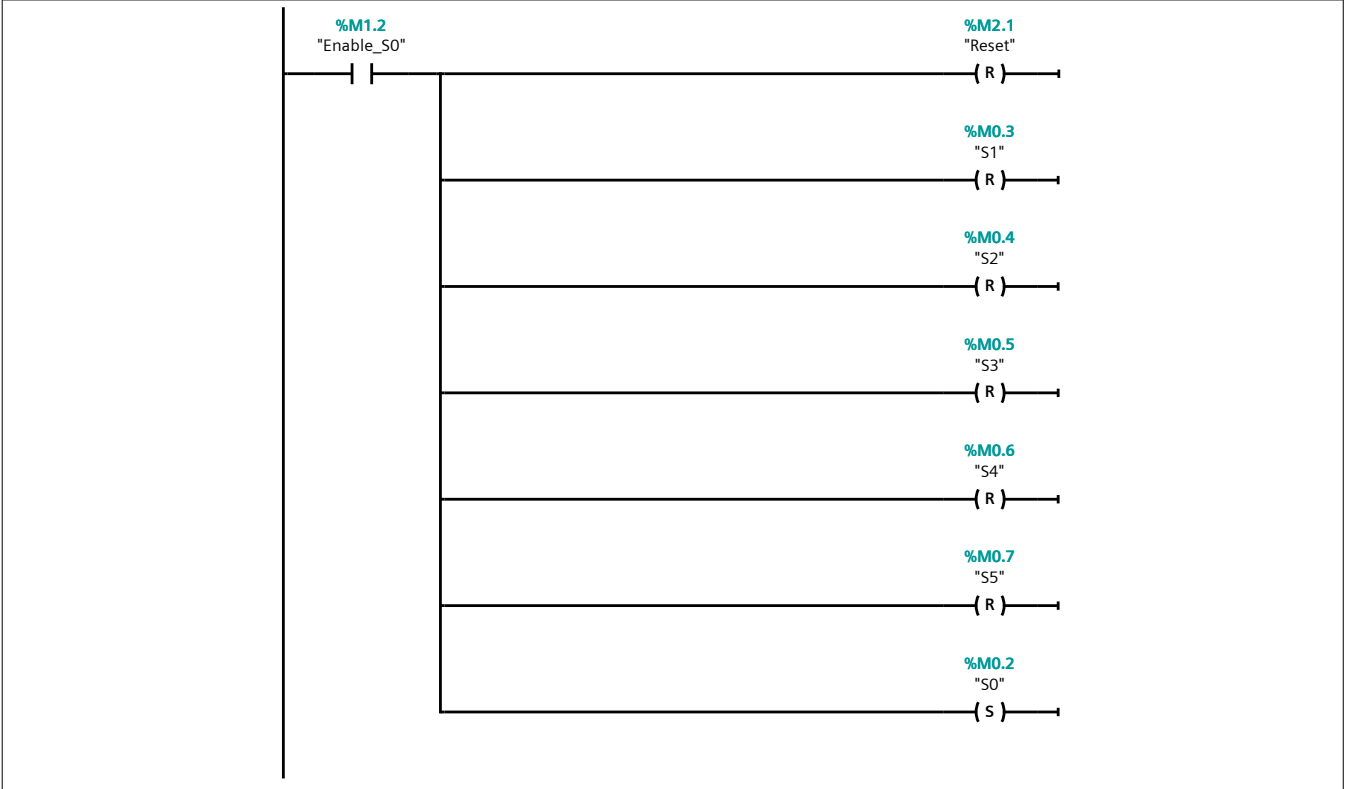 %M1.2
"Enable_S0"
%M2.1
"Reset"
R
%M0.3
"S1"
R
%M0.4
"S2"
R
%M0.5
"S3"
R
%M0.6
"S4"
R
%M0.7
"S5"
R
%M0.2
"S0"
S